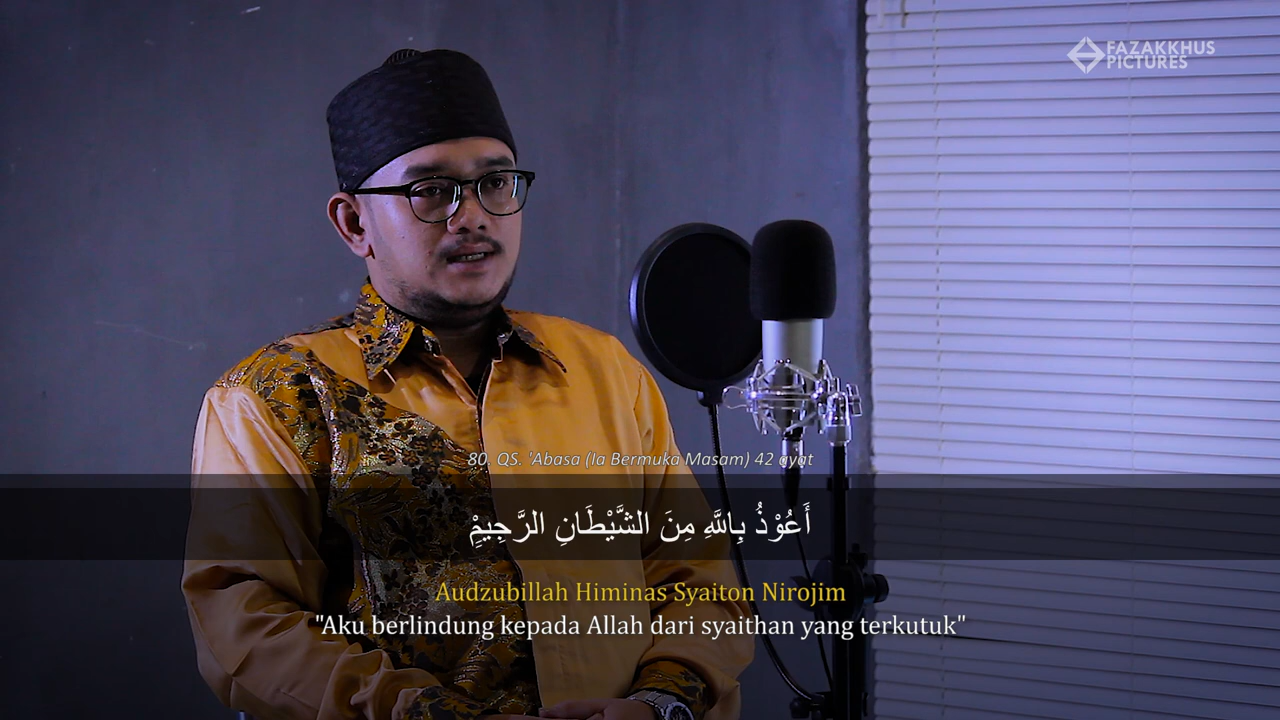 FAZAKKHUS
PICTURES
80. QS. 'Abasa (Ia Bermuka Masam) 42 ayat
أَعُوْذُ بِاللَّهِ مِنَ الشَّيْطَانِ الرَّجِيْمِ
Audzubillah Himinas Syaiton Nirojim
"Aku berlindung kepada Allah dari syaithan yang terkutuk"